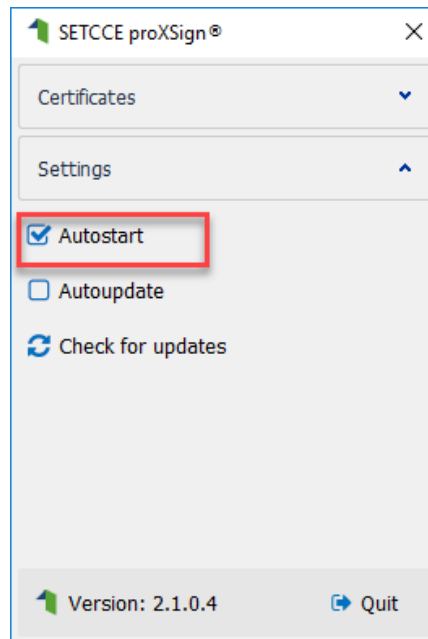 SETCCE proXSign®
Certificates
Settings
Autostart
Autoupdate
Check for updates
Version: 2.1.0.4 Quit